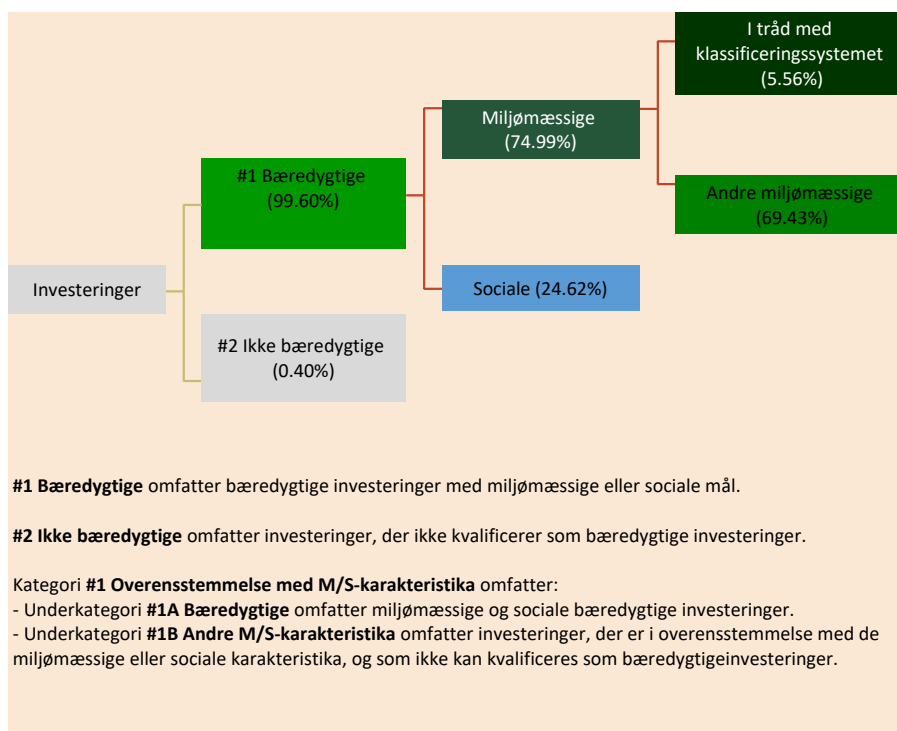 I tråd med
klassificeringssystemet
(5.56%)
Miljømæssige
(74.99%)
#1 Bæredygtige
(99.60%)
Andre miljømæssige
(69.43%)
Investeringer
Sociale (24.62%)
#2 Ikke bæredygtige
(0.40%)
#1 Bæredygtige omfatter bæredygtige investeringer med miljømæssige eller sociale mål.
#2 Ikke bæredygtige omfatter investeringer, der ikke kvalificerer som bæredygtige investeringer.
Kategori #1 Overensstemmelse med M/S-karakteristika omfatter:
- Underkategori #1A Bæredygtige omfatter miljømæssige og sociale bæredygtige investeringer.
- Underkategori #1B Andre M/S-karakteristika omfatter investeringer, der er i overensstemmelse med de
miljømæssige eller sociale karakteristika, og som ikke kan kvalificeres som bæredygtigeinvesteringer.